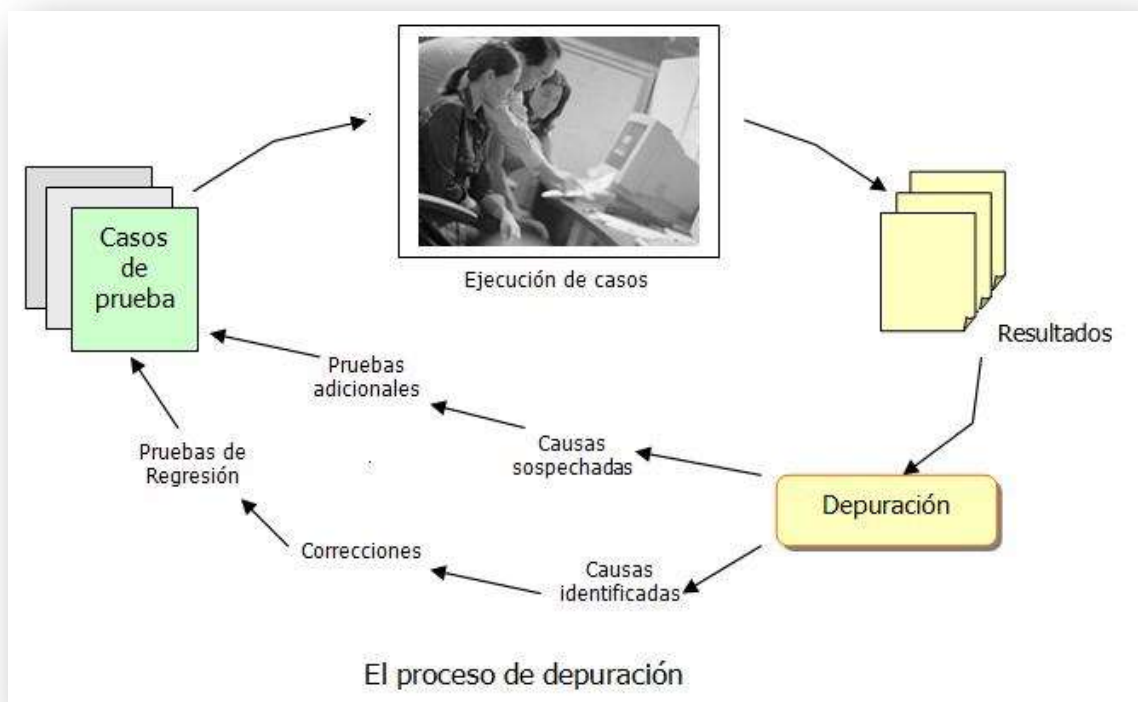 Casos
de
prueba
Ejecución de casos
Resultados
Pruebas
adicionales
Causas
sospechadas
Pruebas de
Regresión
Depuración
Correcciones
Causas
identificadas
El proceso de depuración